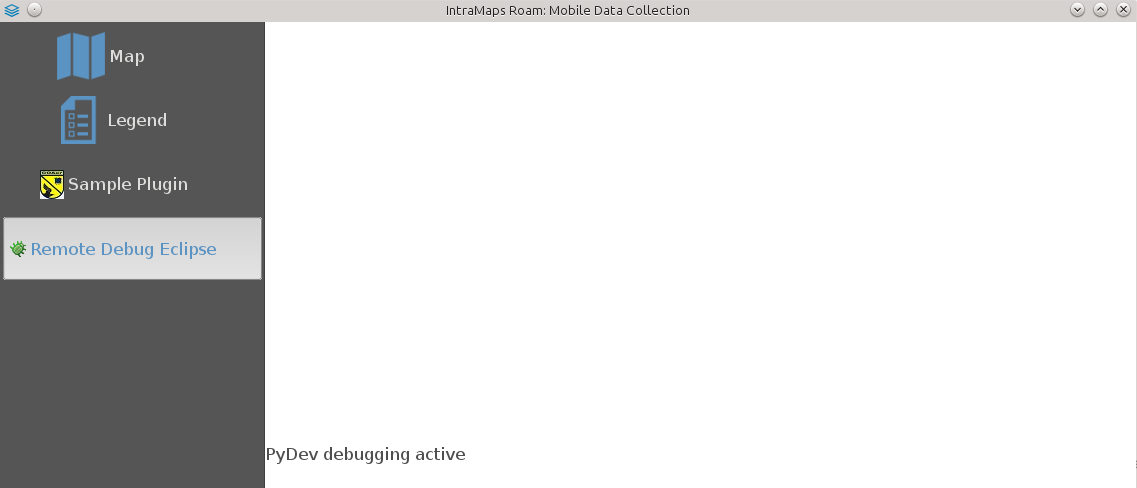 IntraMaps Roam: Mobile Data Collection
Map
Legend
Sample Plugin
Remote Debug Eclipse
PyDev debugging active